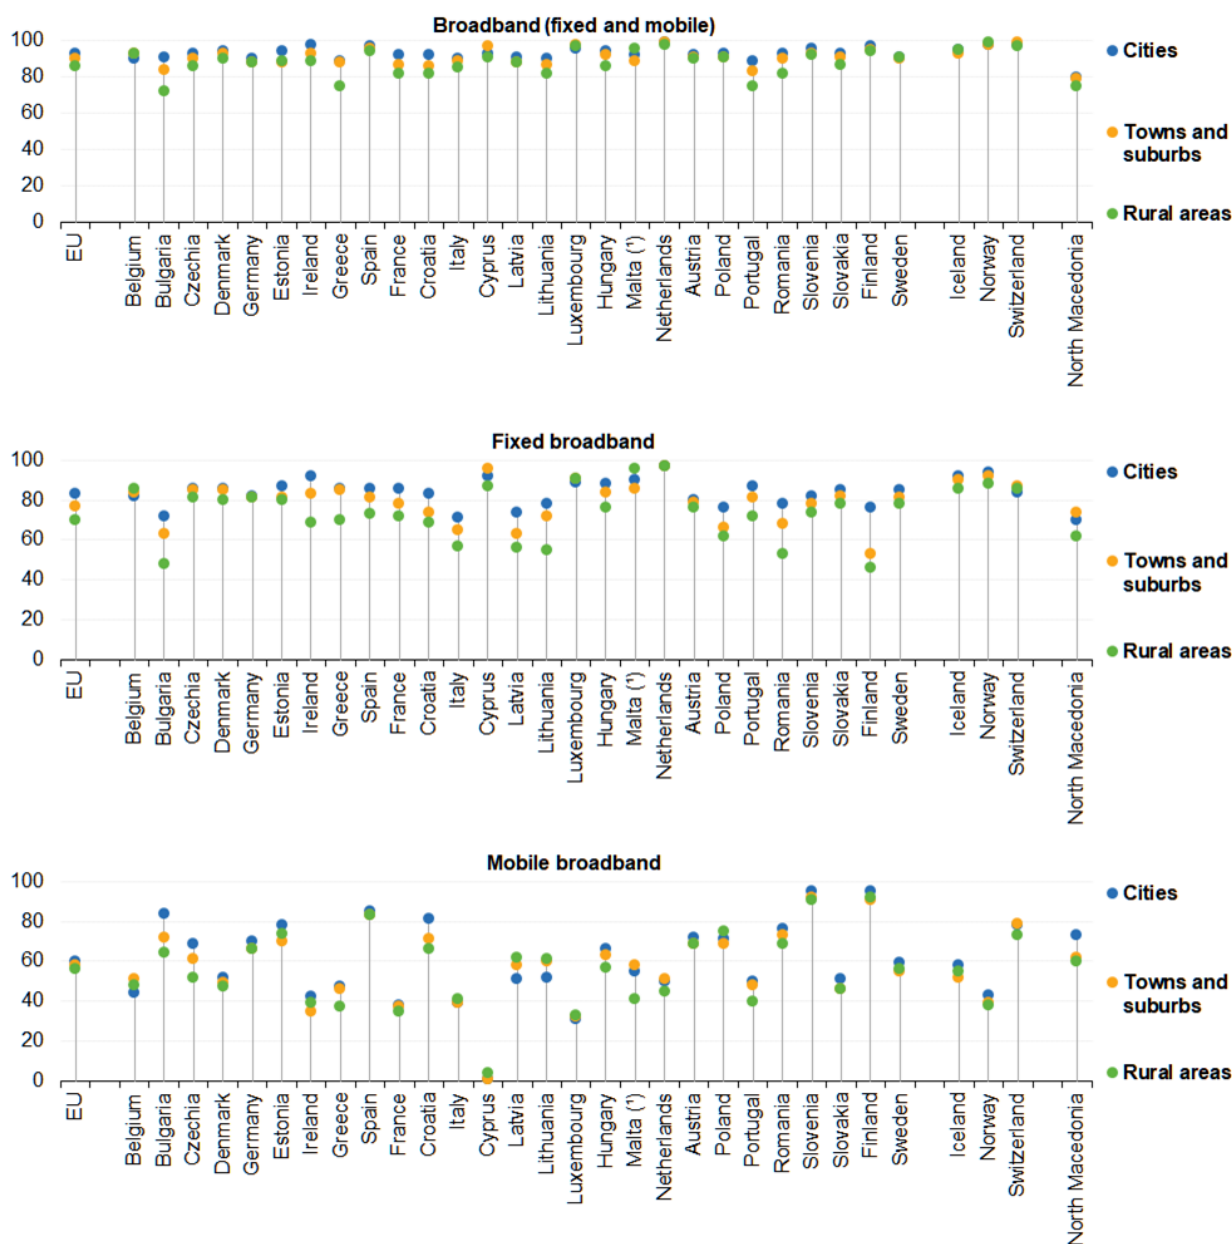 Broadband (fixed and mobile)
100
80
60
40
20
0
Cities
Towns and
suburbs
Rural areas
EU
Belgium
Bulgaria
Czechia
Denmark
Germany
Estonia
Ireland
Greece
Spain
France
Croatia
Italy
Cyprus
Latvia
Lithuania
Luxembourg
Hungary
Malta (¹)
Netherlands
Austria
Poland
Portugal
Romania
Slovenia
Slovakia
Finland
Sweden
Iceland
Norway
Switzerland
North Macedonia
Fixed broadband
100
80
60
40
20
0
Cities
Towns and
suburbs
Rural areas
EU
Belgium
Bulgaria
Czechia
Denmark
Germany
Estonia
Ireland
Greece
Spain
France
Croatia
Italy
Cyprus
Latvia
Lithuania
Luxembourg
Hungary
Malta (¹)
Netherlands
Austria
Poland
Portugal
Romania
Slovenia
Slovakia
Finland
Sweden
Iceland
Norway
Switzerland
North Macedonia
Mobile broadband
100
80
60
40
20
0
Cities
Towns and
suburbs
Rural areas
EU
Belgium
Bulgaria
Czechia
Denmark
Germany
Estonia
Ireland
Greece
Spain
France
Croatia
Italy
Cyprus
Latvia
Lithuania
Luxembourg
Hungary
Malta (¹)
Netherlands
Austria
Poland
Portugal
Romania
Slovenia
Slovakia
Finland
Sweden
Iceland
Norway
Switzerland
North Macedonia